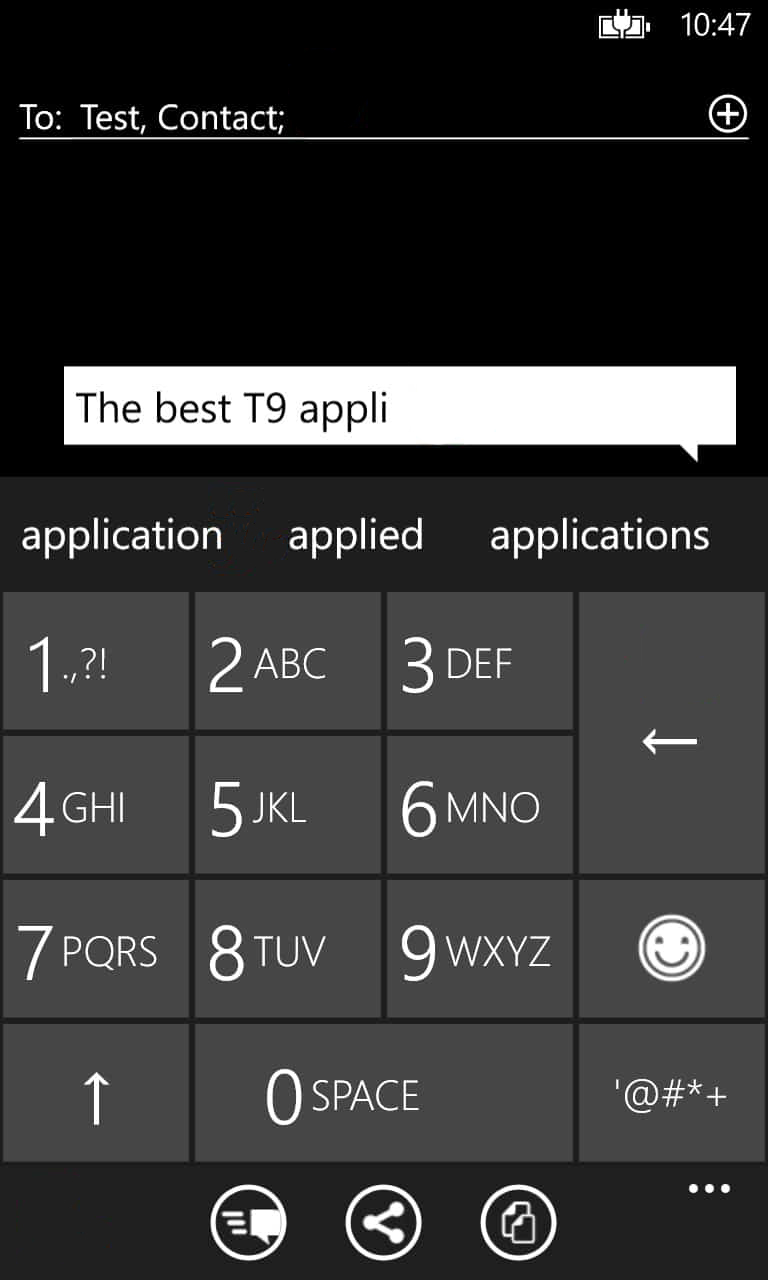 10:47
To: Test, Contact;
The best T9 appli
application applied applications
1.,?! 2ABC 3DEF
4GHI 5JKL 6MNO
7PQRS 8TUV 9WXYZ
0SPACE '@#*+